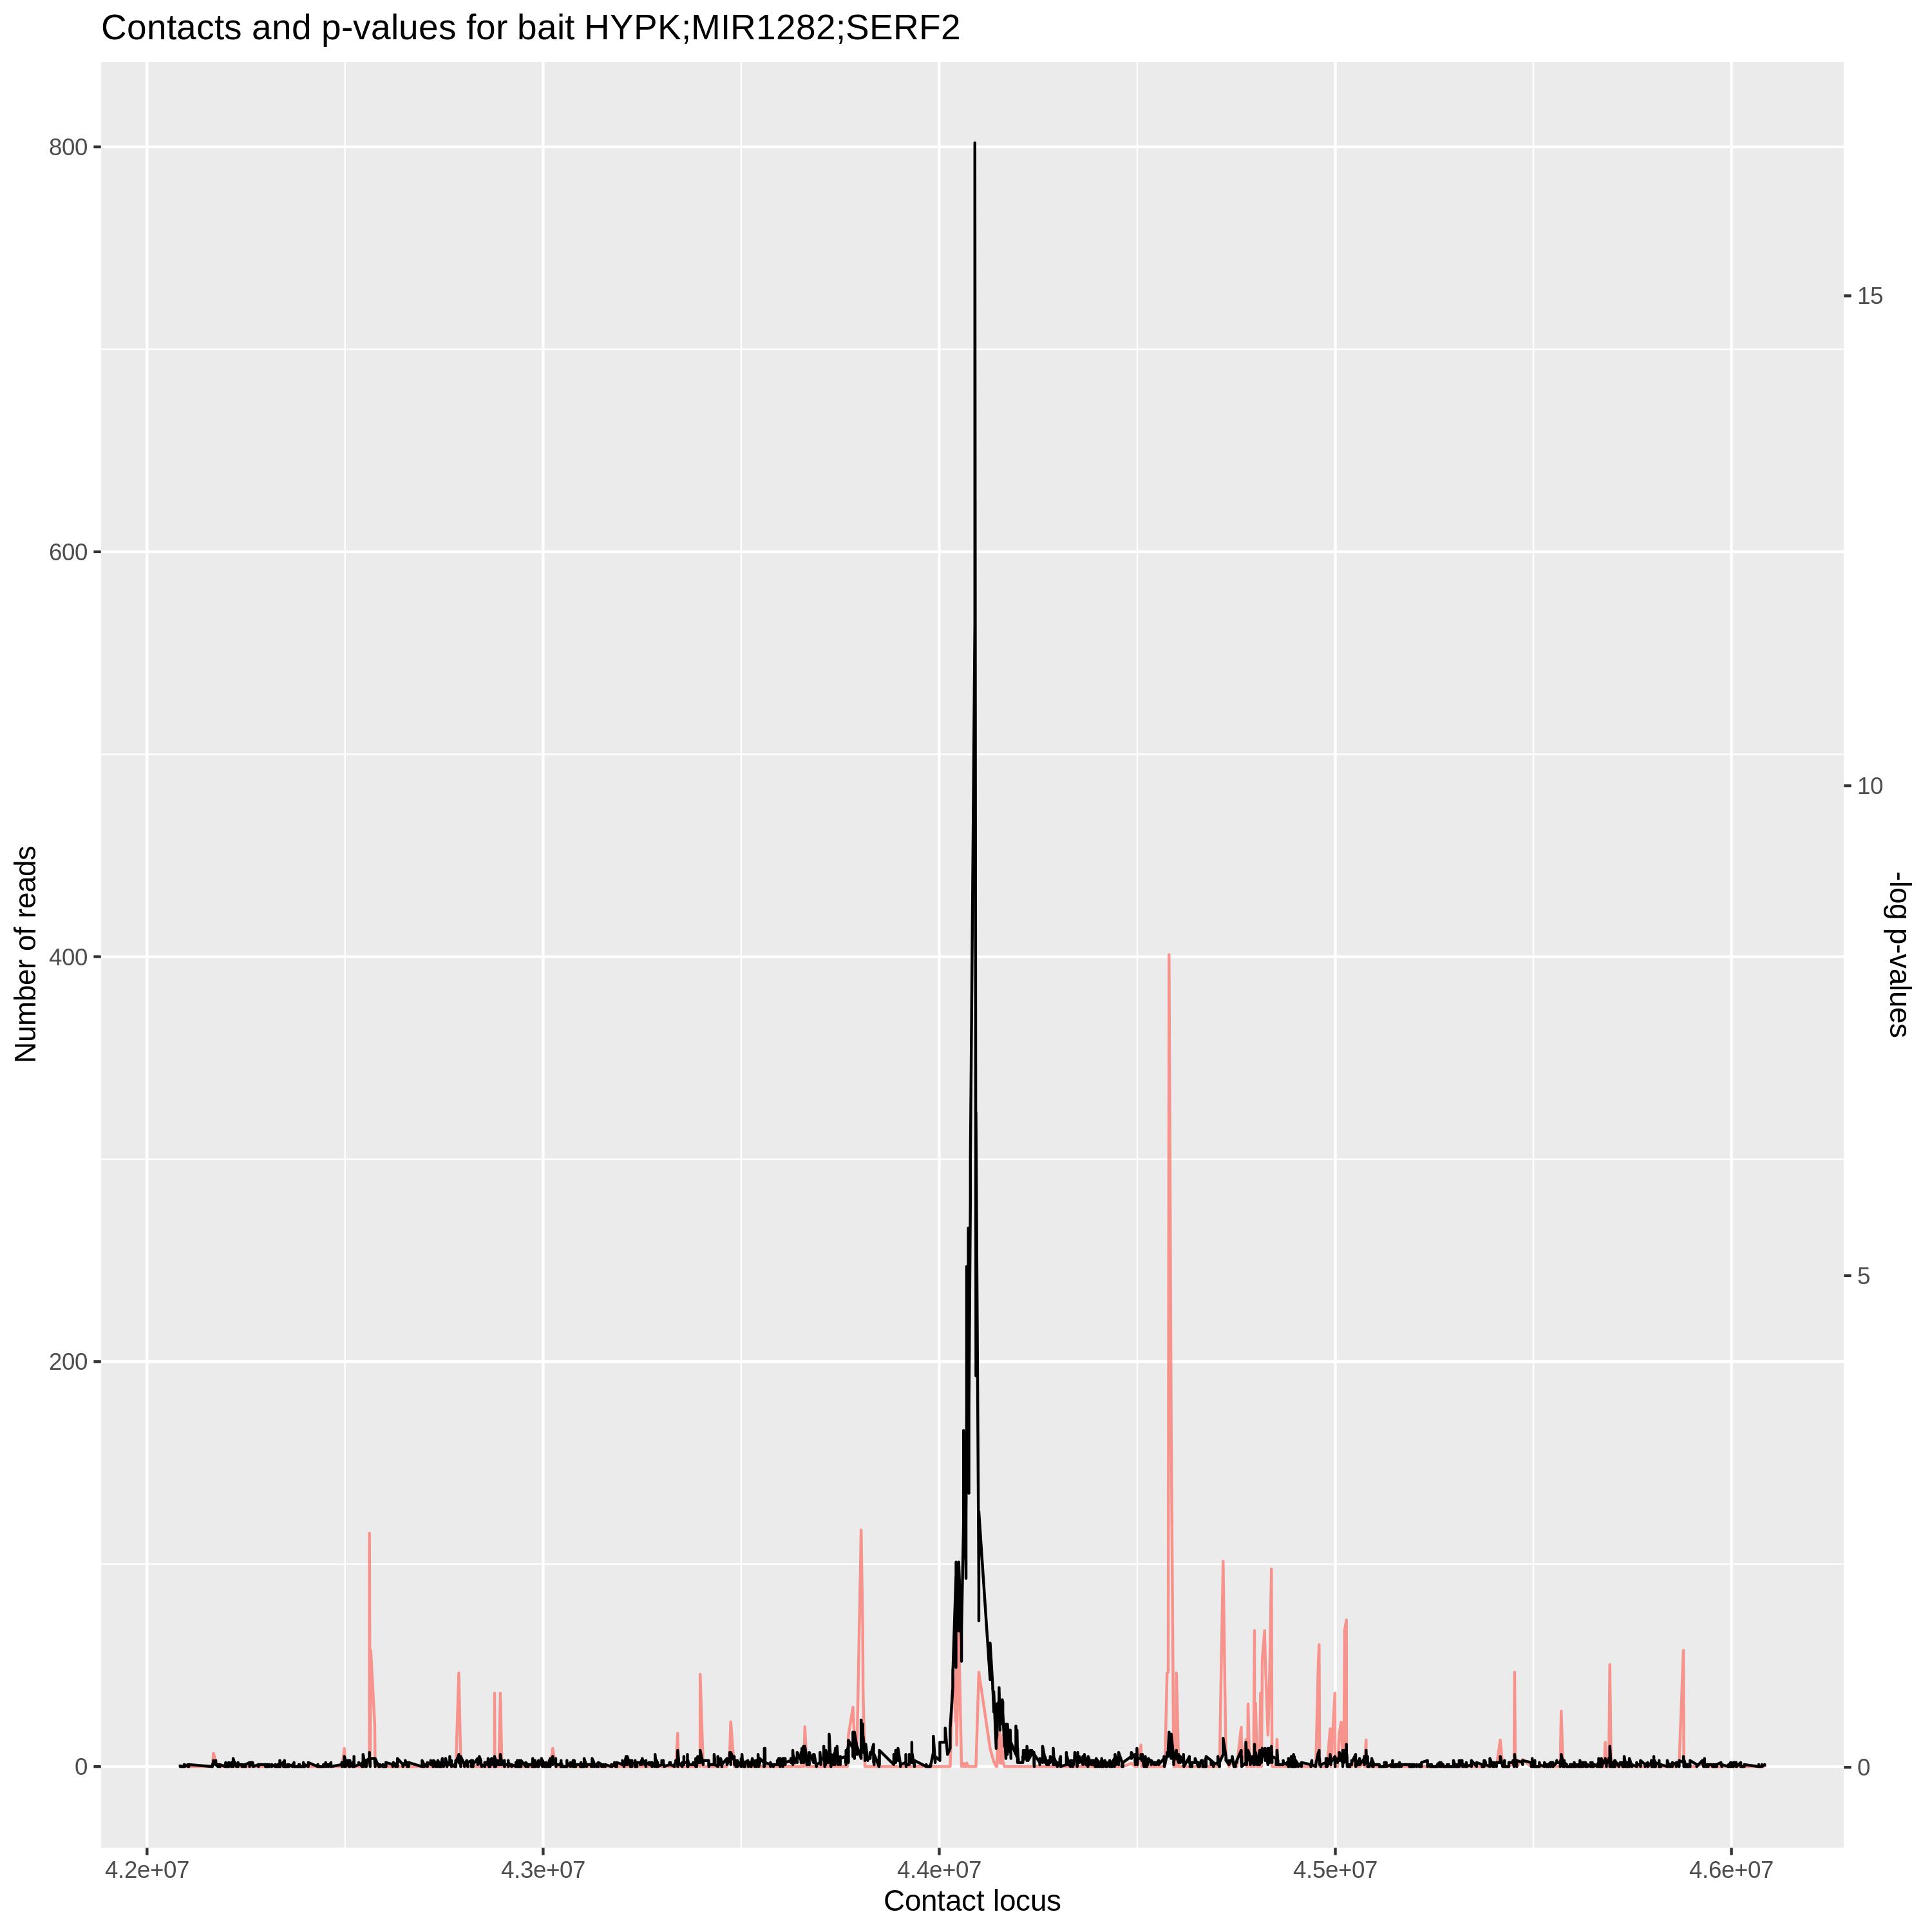 Contacts and p-values for bait HYPK;MIR1282;SERF2
800
600
400
200
0
Number of reads
15
10
5
0
-log p-values
4.2e+07 4.3e+07 4.4e+07 4.5e+07 4.6e+07
Contact locus